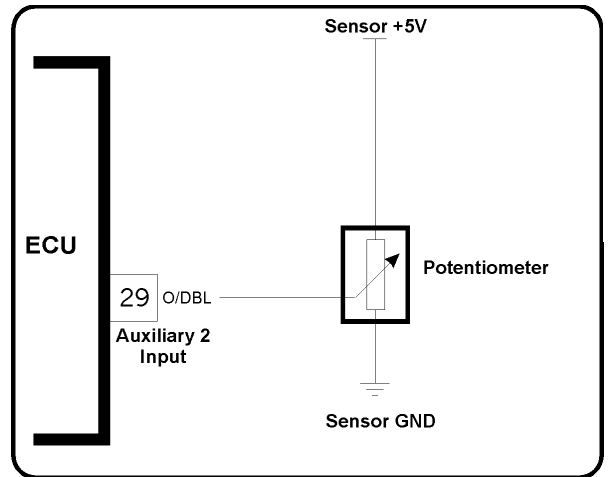 Sensor +5V
ECU
Potentiometer
29 O/DBL
Auxiliary 2
Input
Sensor GND